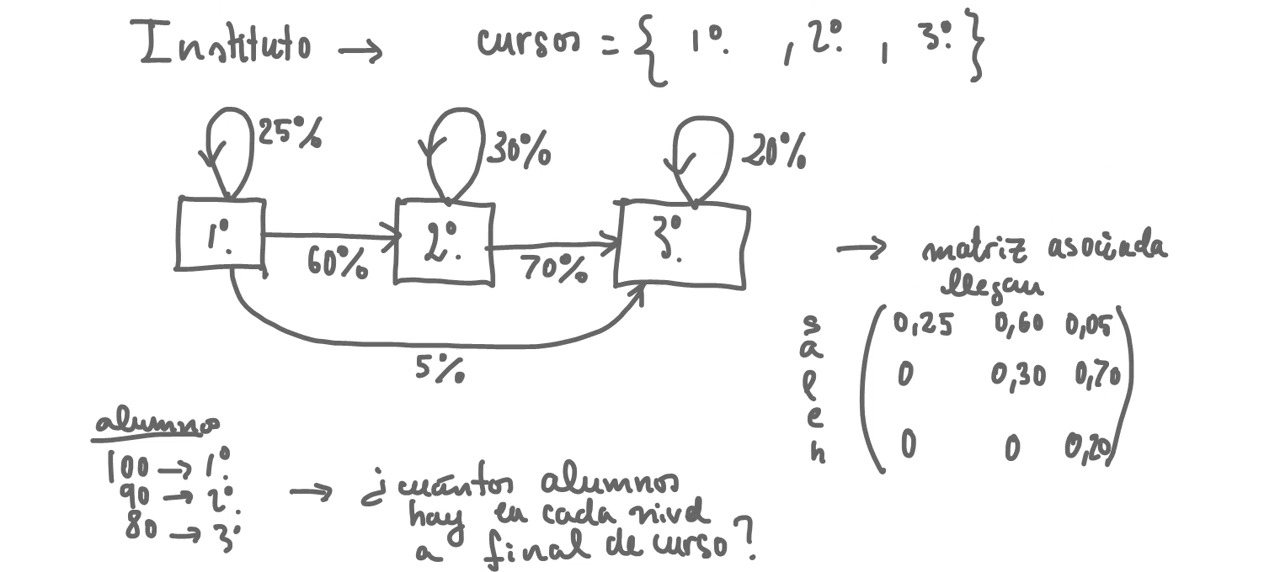 Instituto → cursos = { 1º. , 2º. , 3º. }
25%
30%
20%
1º.
2º.
3º.
60%
70%
5%
→ matriz asociada
llegan
salen
0,25 0,60 0,05
0 0,30 0,70
0 0 0,20
alumnos
100 → 1º.
90 → 2º.
80 → 3º
→ ¿cuántos alumnos
hay en cada nivel
a final de curso?